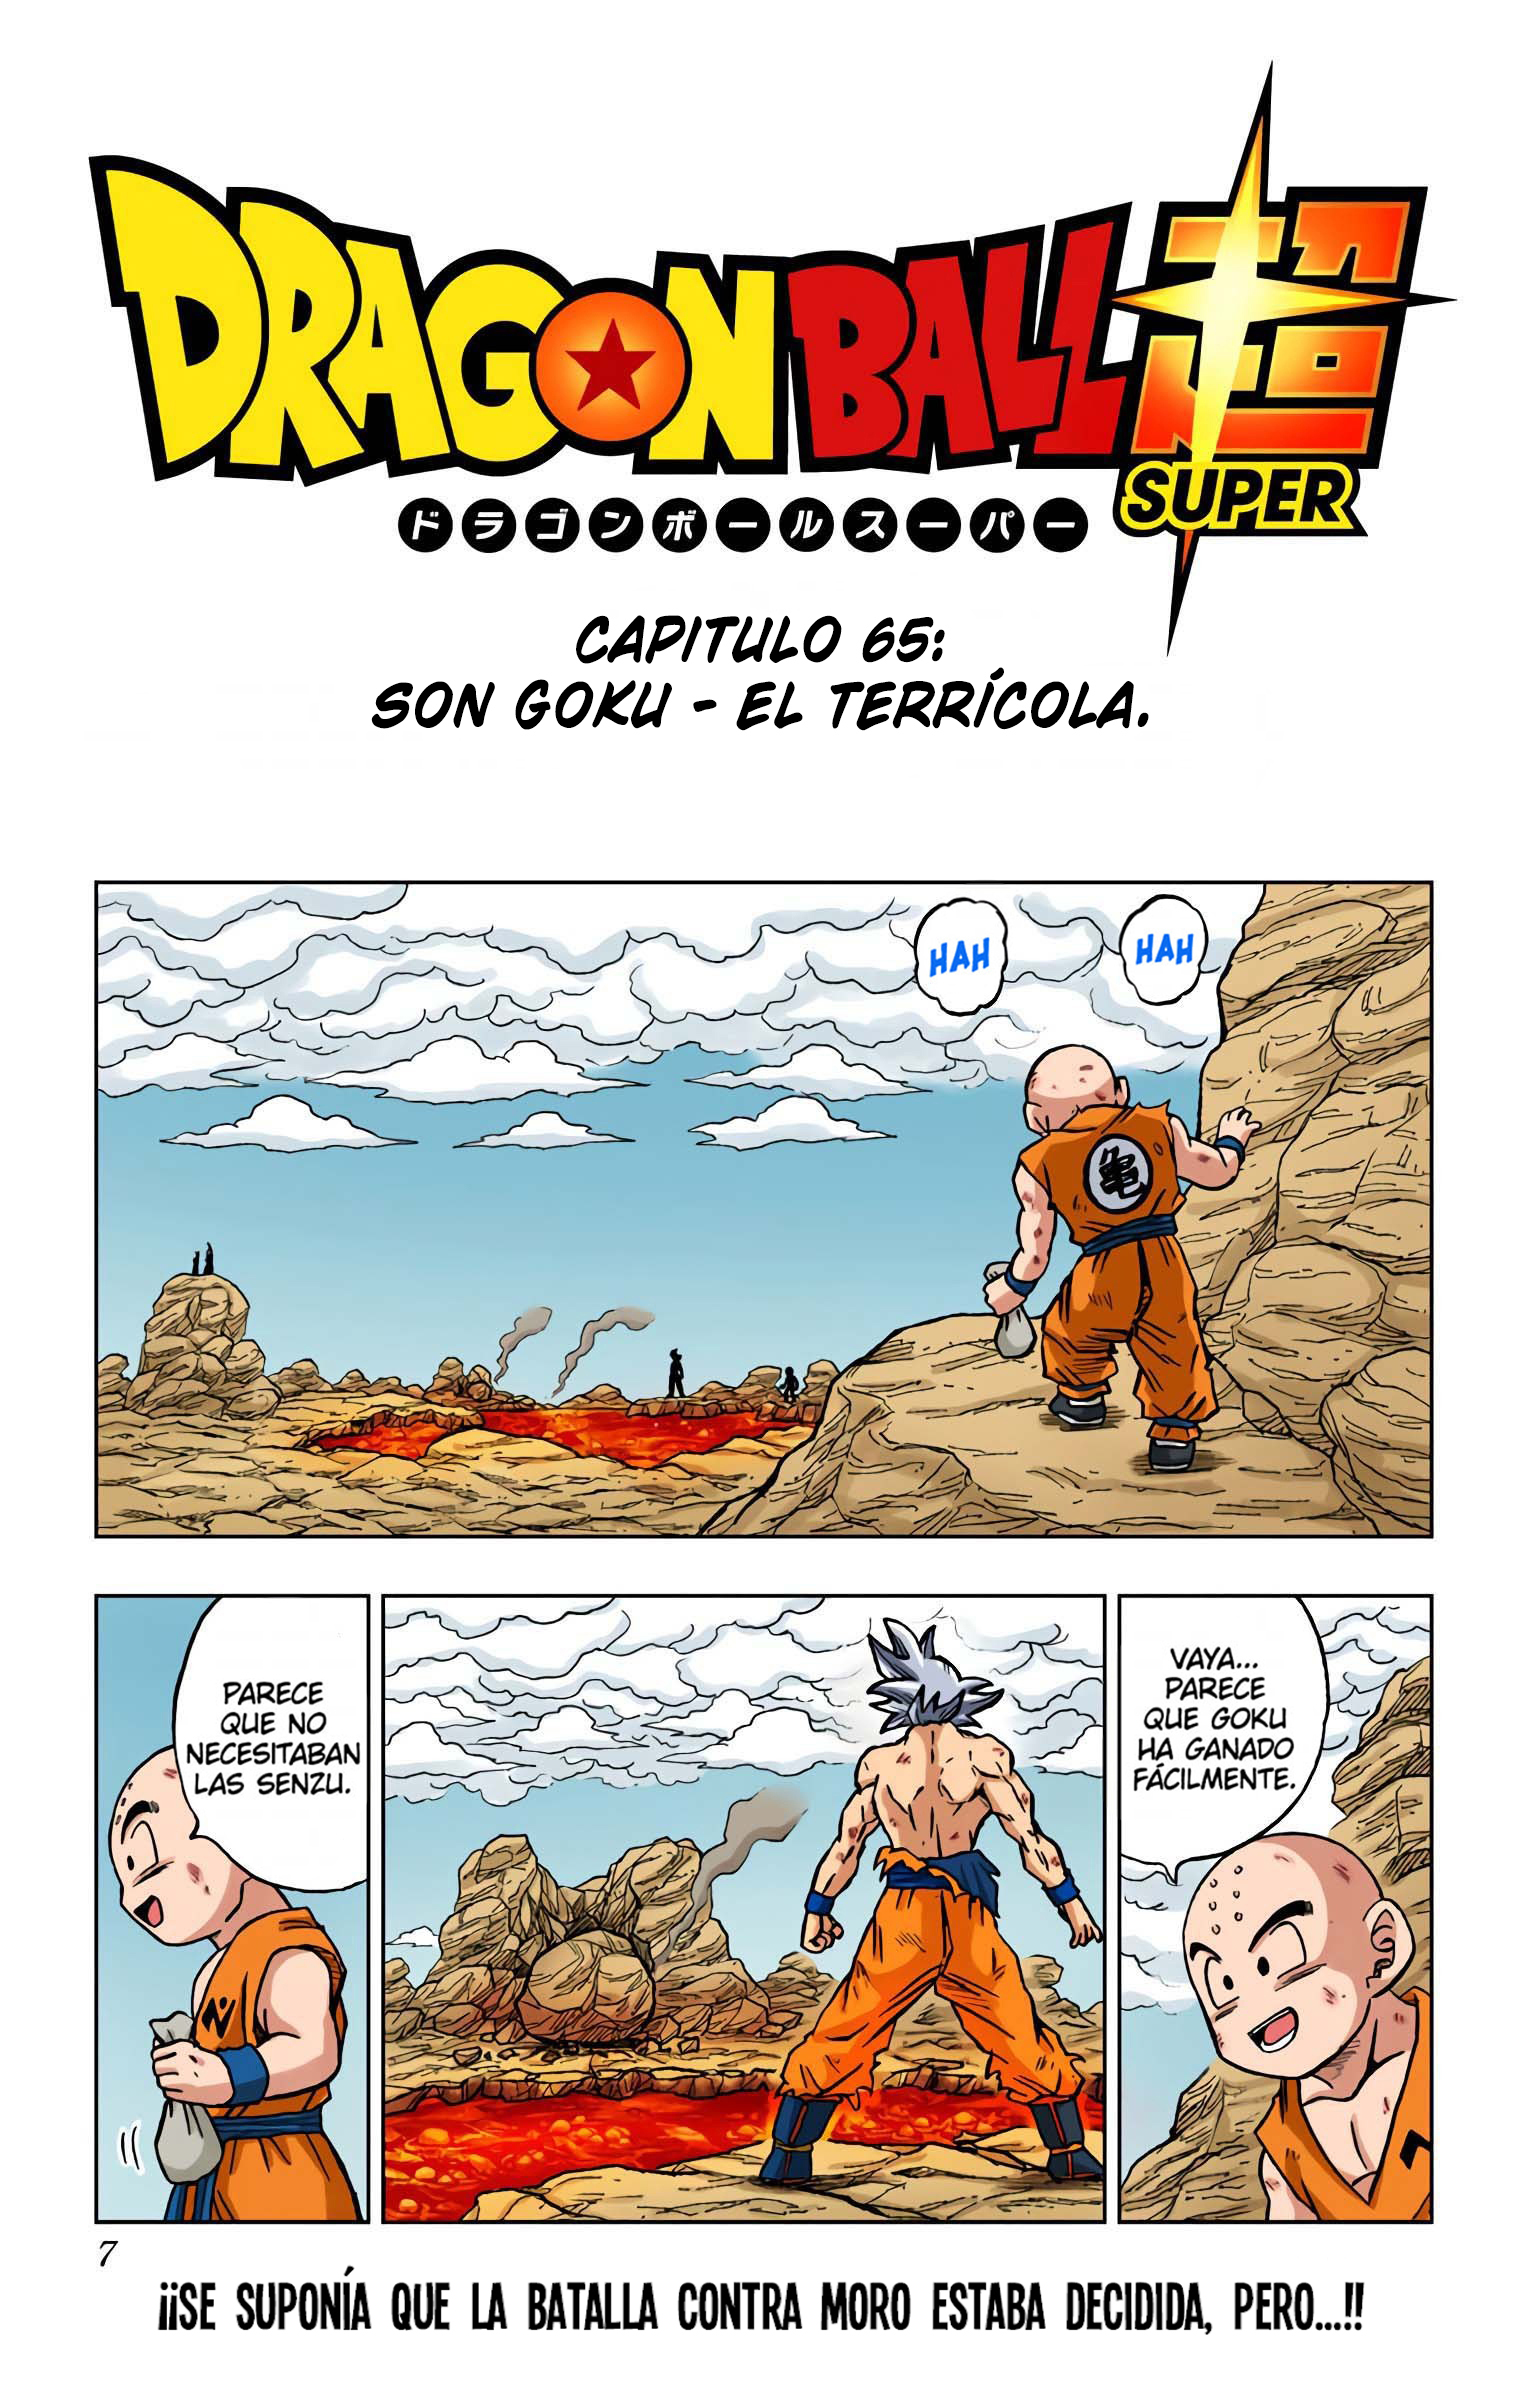 DRAGON BALL 超
SUPER
ドラゴンボールスーパー
CAPITULO 65:
SON GOKU - EL TERRÍCOLA.
HAH
HAH
亀
VAYA...
PARECE
QUE GOKU
HA GANADO
FÁCILMENTE.
PARECE
QUE NO
NECESITABAN
LAS SENZU.
7
¡¡SE SUPONÍA QUE LA BATALLA CONTRA MORO ESTABA DECIDIDA, PERO...!!